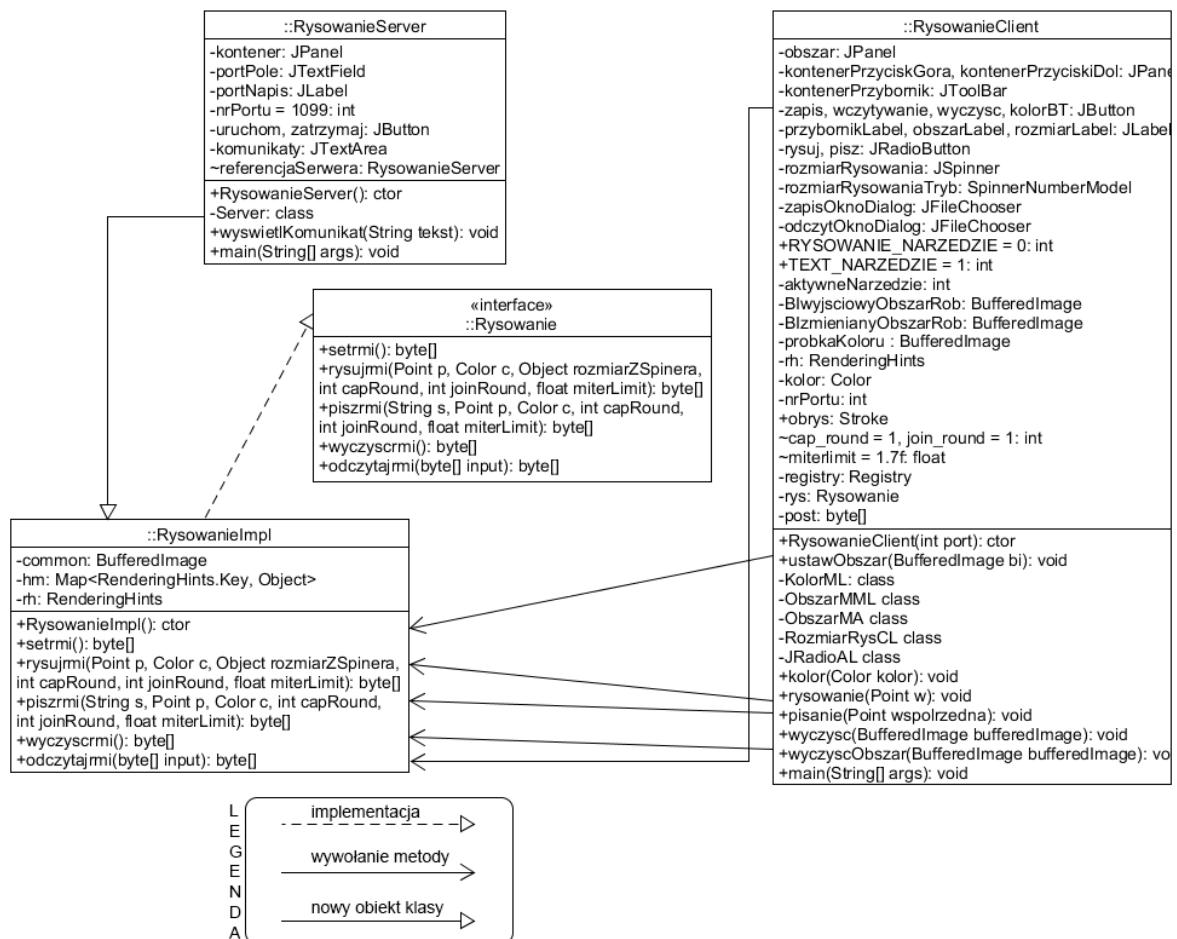 ::RysowanieServer
-kontener: JPanel
-portPole: JTextField
-portNapis: JLabel
-nrPortu = 1099: int
-uruchom, zatrzymaj: JButton
-komunikaty: JTextArea
~referencjaSerwera: RysowanieServer
+RysowanieServer(): ctor
-Server: class
+wyswietlKomunikat(String tekst): void
+main(String[] args): void
«interface»
::Rysowanie
+setrmi(): byte[]
+rysujrmi(Point p, Color c, Object rozmiarZSpinera,
int capRound, int joinRound, float miterLimit): byte[]
+piszrmi(String s, Point p, Color c, int capRound,
int joinRound, float miterLimit): byte[]
+wyczyscrmi(): byte[]
+odczytajrmi(byte[] input): byte[]
::RysowanieImpl
-common: BufferedImage
-hm: Map<RenderingHints.Key, Object>
-rh: RenderingHints
+RysowanieImpl(): ctor
+setrmi(): byte[]
+rysujrmi(Point p, Color c, Object rozmiarZSpinera,
int capRound, int joinRound, float miterLimit): byte[]
+piszrmi(String s, Point p, Color c, int capRound,
int joinRound, float miterLimit): byte[]
+wyczyscrmi(): byte[]
+odczytajrmi(byte[] input): byte[]
::RysowanieClient
-obszar: JPanel
-kontenerPrzyciskGora, kontenerPrzyciskiDol: JPane
-kontenerPrzybornik: JToolBar
-zapis, wczytywanie, wyczysc, kolorBT: JButton
-przybornikLabel, obszarLabel, rozmiarLabel: JLabel
-rysuj, pisz: JRadioButton
-rozmiarRysowania: JSpinner
-rozmiarRysowaniaTryb: SpinnerNumberModel
-zapisOknoDialog: JFileChooser
-odczytOknoDialog: JFileChooser
+RYSOWANIE_NARZEDZIE = 0: int
+TEXT_NARZEDZIE = 1: int
-aktywneNarzedzie: int
-BIwyjsciowyObszarRob: BufferedImage
-BIzmienianyObszarRob: BufferedImage
-probkaKoloru : BufferedImage
-rh: RenderingHints
-kolor: Color
-nrPortu: int
+obrys: Stroke
~cap_round = 1, join_round = 1: int
~miterlimit = 1.7f: float
-registry: Registry
-rys: Rysowanie
-post: byte[]
+RysowanieClient(int port): ctor
+ustawObszar(BufferedImage bi): void
-KolorML: class
-ObszarMML class
-ObszarMA class
-RozmiarRysCL class
-JRadioAL class
+kolor(Color kolor): void
+rysowanie(Point w): void
+pisanie(Point wspolrzedna): void
+wyczysc(BufferedImage bufferedImage): void
+wyczyscObszar(BufferedImage bufferedImage): vo
+main(String[] args): void
LEGENDA
implementacja
wywołanie metody
nowy obiekt klasy